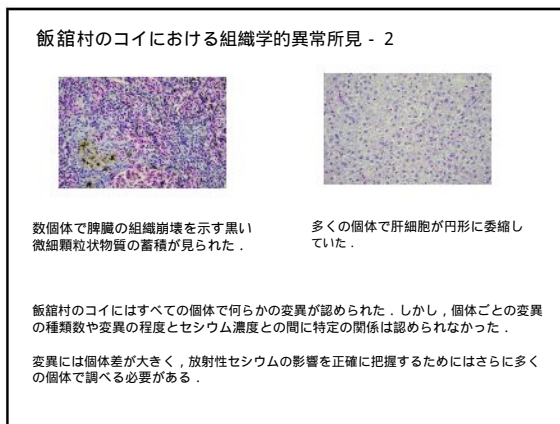 飯舘村のコイにおける組織学的異常所見 - 2
数個体で脾臓の組織崩壊を示す黒い
微細顆粒状物質の蓄積が見られた．
多くの個体で肝細胞が円形に委縮し
ていた．
飯舘村のコイにはすべての個体で何らかの変異が認められた．しかし，個体ごとの変異
の種類数や変異の程度とセシウム濃度との間に特定の関係は認められなかった．
変異には個体差が大きく，放射性セシウムの影響を正確に把握するためにはさらに多く
の個体で調べる必要がある．